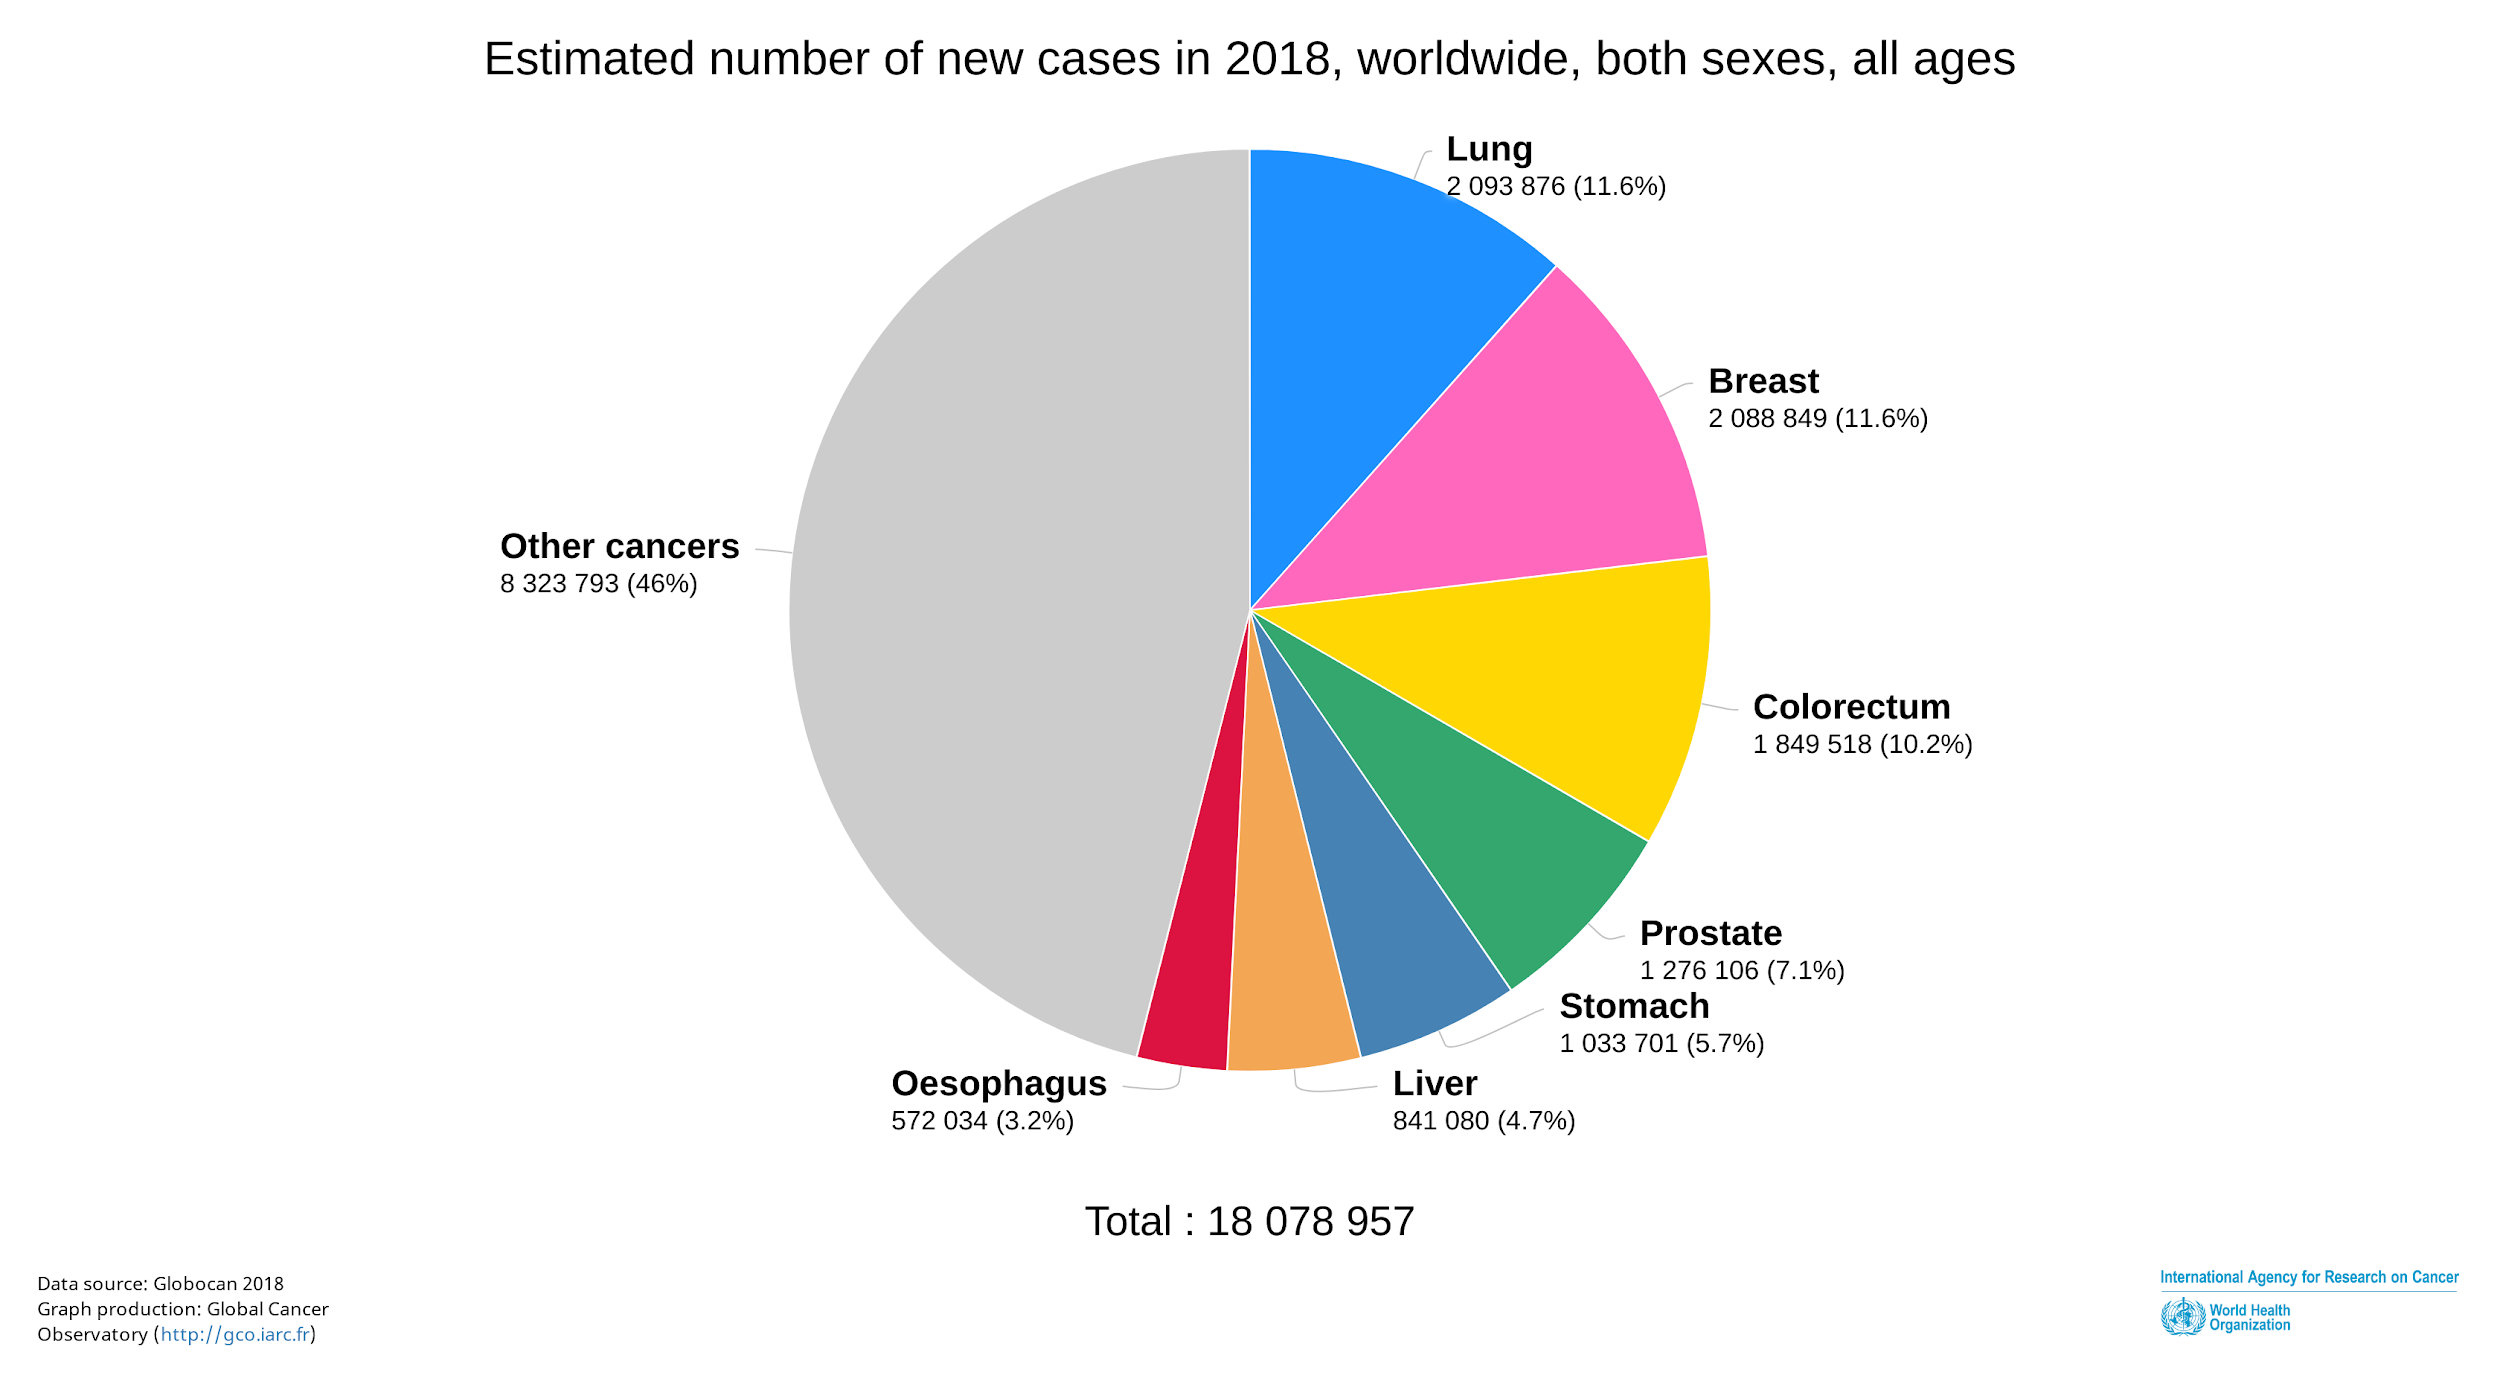 Estimated number of new cases in 2018, worldwide, both sexes, all ages
Lung
2 093 876 (11.6%)
Breast
2 088 849 (11.6%)
Other cancers
8 323 793 (46%)
Colorectum
1 849 518 (10.2%)
Prostate
1 276 106 (7.1%)
Stomach
1 033 701 (5.7%)
Oesophagus
572 034 (3.2%)
Liver
841 080 (4.7%)
Total : 18 078 957
Data source: Globocan 2018
Graph production: Global Cancer
Observatory (http://gco.iarc.fr)
International Agency for Research on Cancer
World Health
Organization